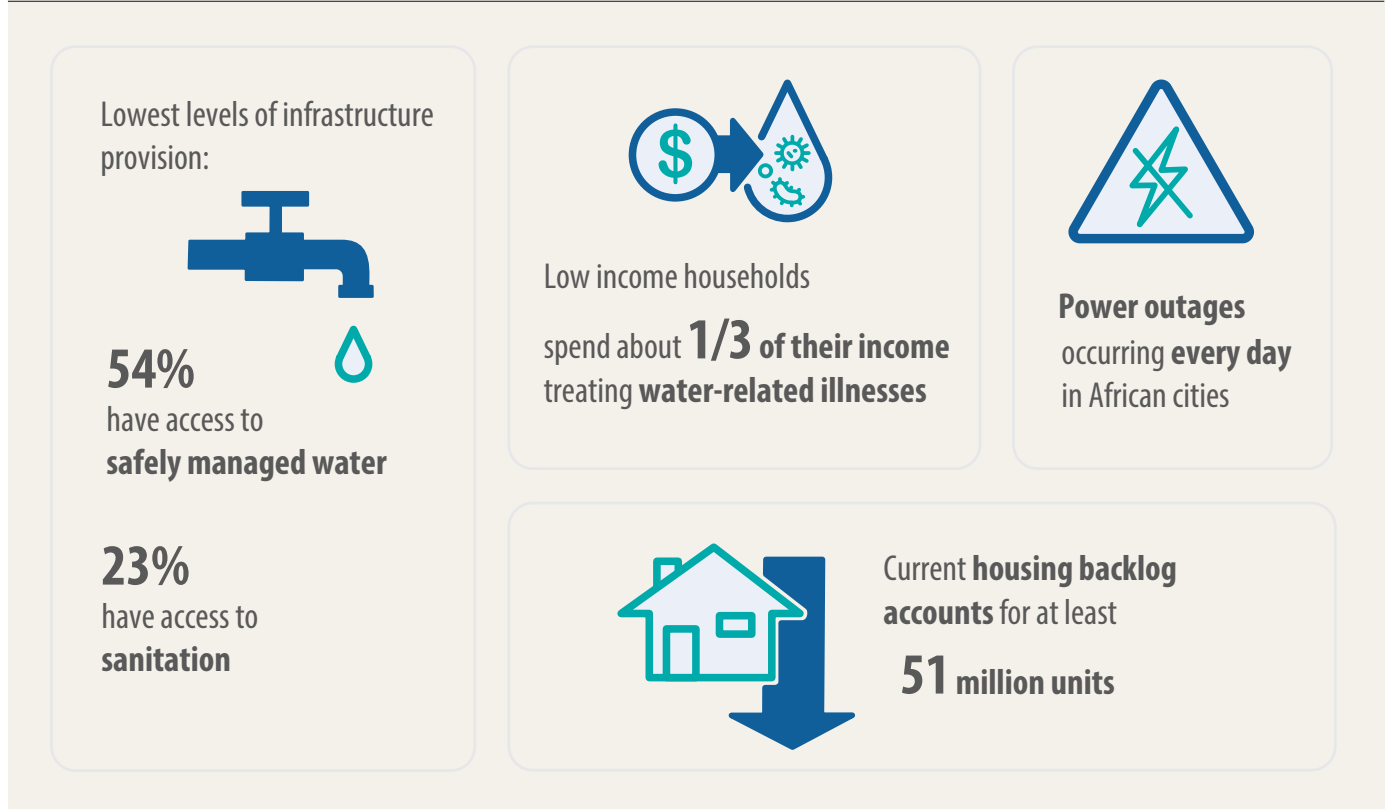 Lowest levels of infrastructure
provision:
54%
have access to
safely managed water
23%
have access to
sanitation
$
Low income households
spend about 1/3 of their income
treating water-related illnesses
Power outages
occurring every day
in African cities
Current housing backlog
accounts for at least
51 million units